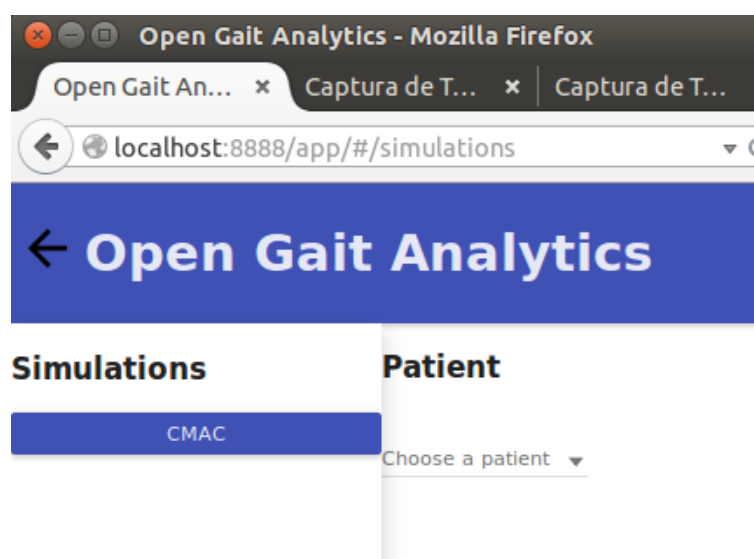 Open Gait Analytics - Mozilla Firefox
Open Gait An... × Captura de T... × Captura de T...
localhost:8888/app/#/simulations
Open Gait Analytics
Simulations
Patient
CMAC
Choose a patient